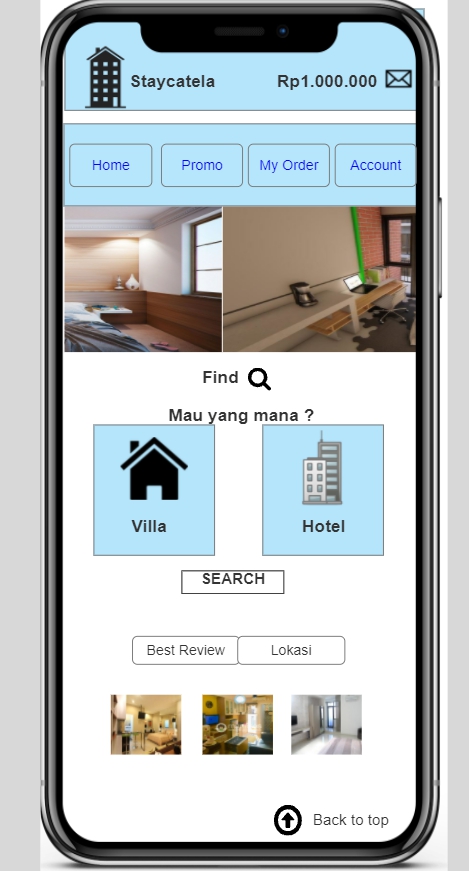 Staycatela Rp1.000.000
Home Promo My Order Account
Find
Mau yang mana ?
Villa Hotel
SEARCH
Best Review Lokasi
Back to top